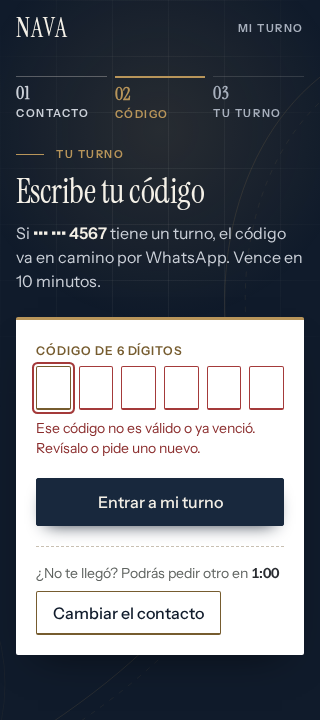 NAVA
MI TURNO
01
CONTACTO
02
CÓDIGO
03
TU TURNO
TU TURNO
Escribe tu código
Si ••• ••• 4567 tiene un turno, el código
va en camino por WhatsApp. Vence en
10 minutos.
CÓDIGO DE 6 DÍGITOS
Ese código no es válido o ya venció.
Revísalo o pide uno nuevo.
Entrar a mi turno
¿No te llegó? Podrás pedir otro en 1:00
Cambiar el contacto